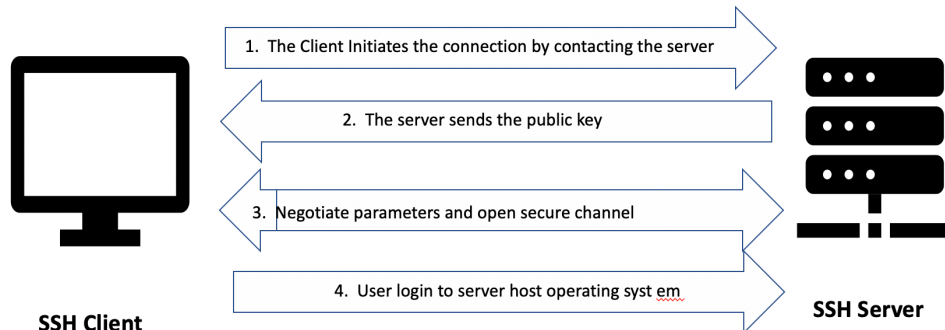 1. The Client Initiates the connection by contacting the server
2. The server sends the public key
3. Negotiate parameters and open secure channel
4. User login to server host operating syst em
SSH Client
SSH Server